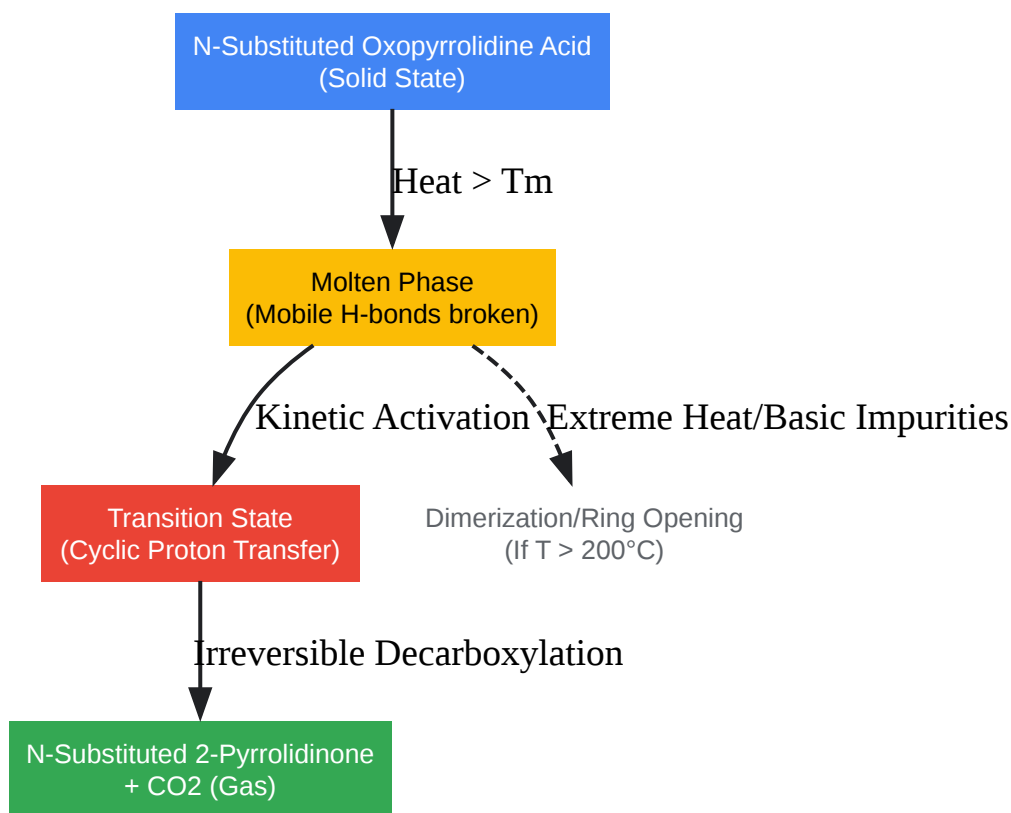 N-Substituted Oxopyrrolidine Acid
(Solid State)
Heat > Tm
Molten Phase
(Mobile H-bonds broken)
Kinetic Activation
Extreme Heat/Basic Impurities
Transition State
(Cyclic Proton Transfer)
Dimerization/Ring Opening
(If T > 200°C)
Irreversible Decarboxylation
N-Substituted 2-Pyrrolidinone
+ CO2 (Gas)